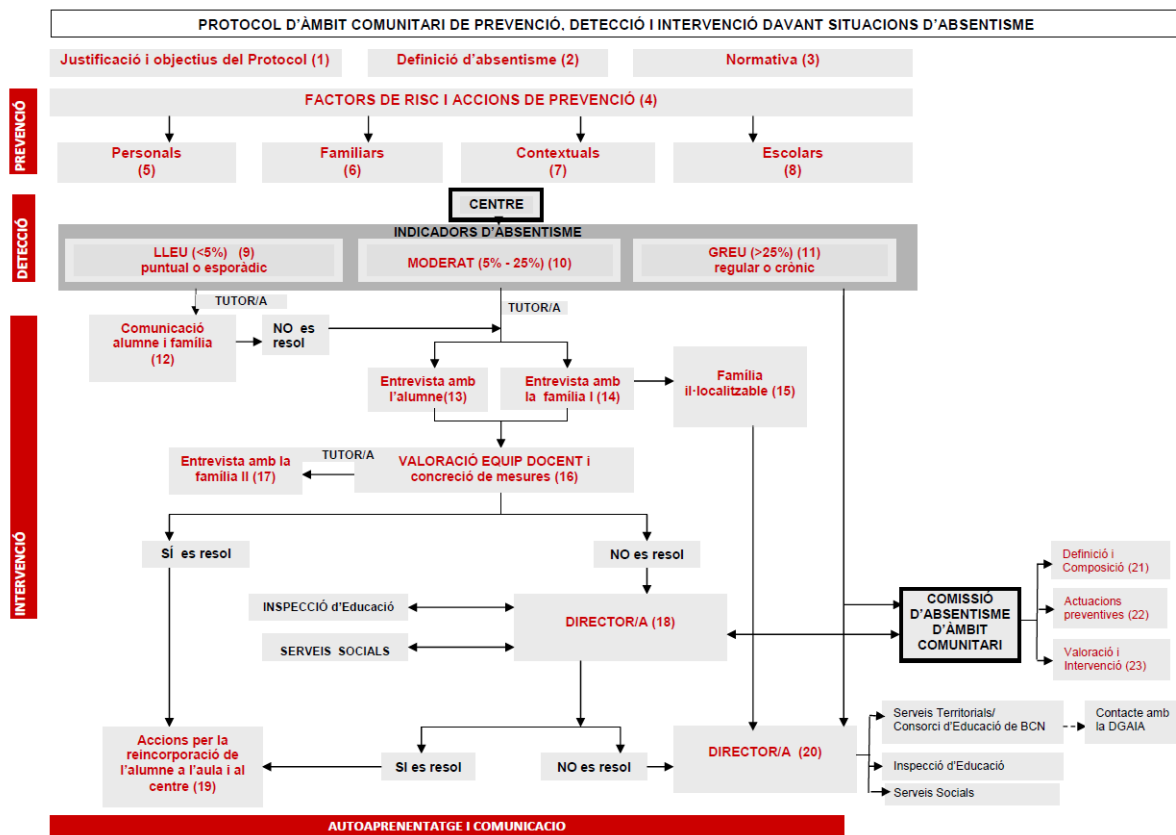 PROTOCOL D'ÀMBIT COMUNITARI DE PREVENCIÓ, DETECCIÓ I INTERVENCIÓ DAVANT SITUACIONS D'ABSENTISME
Justificació i objectius del Protocol (1)
Definició d'absentisme (2)
Normativa (3)
PREVENCIÓ
FACTORS DE RISC I ACCIONS DE PREVENCIÓ (4)
Personals
(5)
Familiars
(6)
Contextuals
(7)
Escolars
(8)
DETECCIÓ
CENTRE
INDICADORS D'ABSENTISME
LLEU (<5%) (9)
puntual o esporàdic
MODERAT (5% - 25%) (10)
GREU (>25%) (11)
regular o crònic
INTERVENCIÓ
TUTOR/A
TUTOR/A
Comunicació
alumne i família
(12)
NO es
resol
Entrevista amb
l'alumne(13)
Entrevista amb
la família I (14)
Família
il·localitzable (15)
Entrevista amb la
família II (17)
TUTOR/A
VALORACIÓ EQUIP DOCENT i
concreció de mesures (16)
SÍ es resol
NO es resol
INSPECCIÓ d'Educació
SERVEIS SOCIALS
DIRECTOR/A (18)
COMISSIÓ
D'ABSENTISME
D'ÀMBIT
COMUNITARI
Definició i
Composició (21)
Actuacions
preventives (22)
Valoració i
Intervenció (23)
Accions per la
reincorporació de
l'alumne a l'aula i al
centre (19)
SI es resol
NO es resol
DIRECTOR/A (20)
Serveis Territorials/
Consorci d'Educació de BCN
Contacte amb
la DGAIA
Inspecció d'Educació
Serveis Socials
AUTOAPRENENTATGE I COMUNICACIO